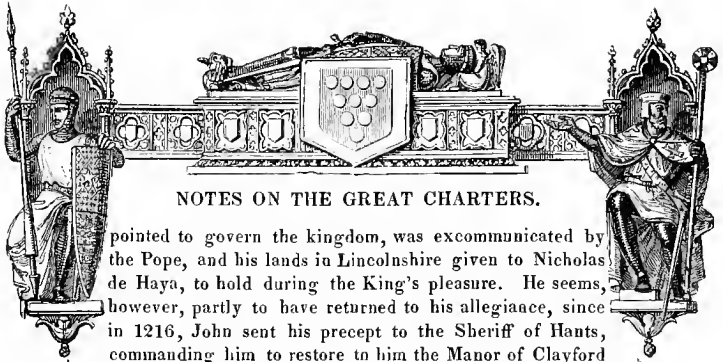 NOTES ON THE GREAT CHARTERS.
pointed to govern the kingdom, was excommunicated by
the Pope, and his lands in Lincolnshire given to Nicholas
de Haya, to hold during the King's pleasure. He seems,
however, partly to have returned to his allegiance, since
in 1216, John sent his precept to the Sheriff of Hants,
commanding him to restore to him the Manor of Clayford